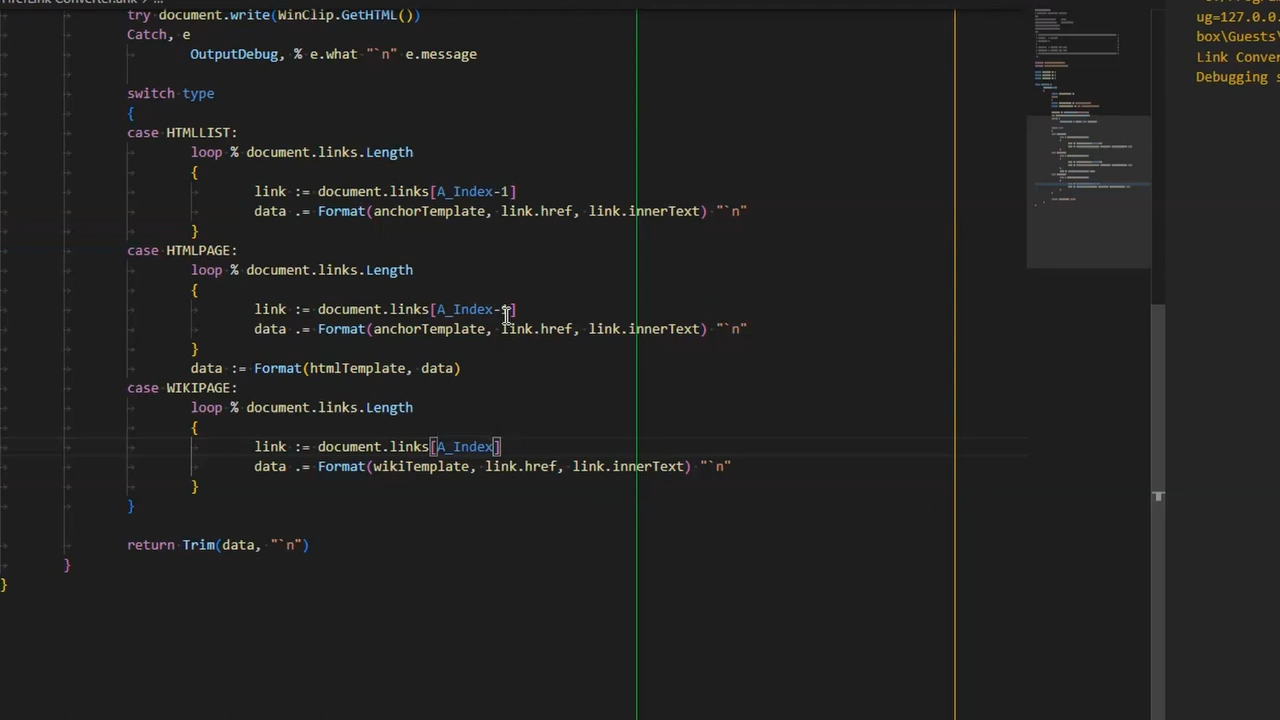 try document.write(WinClip.GetHTML())
Catch, e
OutputDebug, % e.what "`n" e.message
switch type
{
case HTMLLIST:
loop % document.links.Length
{
link := document.links[A_Index-1]
data .= Format(anchorTemplate, link.href, link.innerText) "`n"
}
case HTMLPAGE:
loop % document.links.Length
{
link := document.links[A_Index-1]
data .= Format(anchorTemplate, link.href, link.innerText) "`n"
}
data := Format(htmlTemplate, data)
case WIKIPAGE:
loop % document.links.Length
{
link := document.links[A_Index]
data .= Format(wikiTemplate, link.href, link.innerText) "`n"
}
}
return Trim(data, "`n")
}
}
ug=127.0.0.
box\Guests\
Link Conver
Debugging s